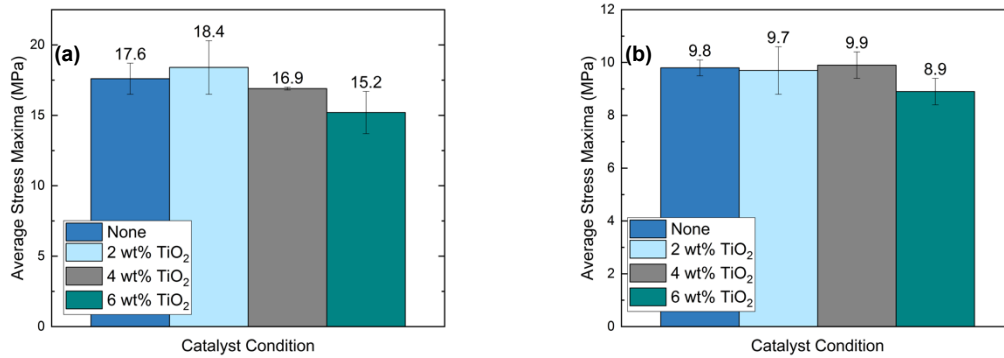 (a)
Average Stress Maxima (MPa)
20
15
10
5
0
17.6
18.4
16.9
15.2
None
2 wt% TiO₂
4 wt% TiO₂
6 wt% TiO₂
Catalyst Condition
(b)
Average Stress Maxima (MPa)
12
10
8
6
4
2
0
9.8
9.7
9.9
8.9
None
2 wt% TiO₂
4 wt% TiO₂
6 wt% TiO₂
Catalyst Condition